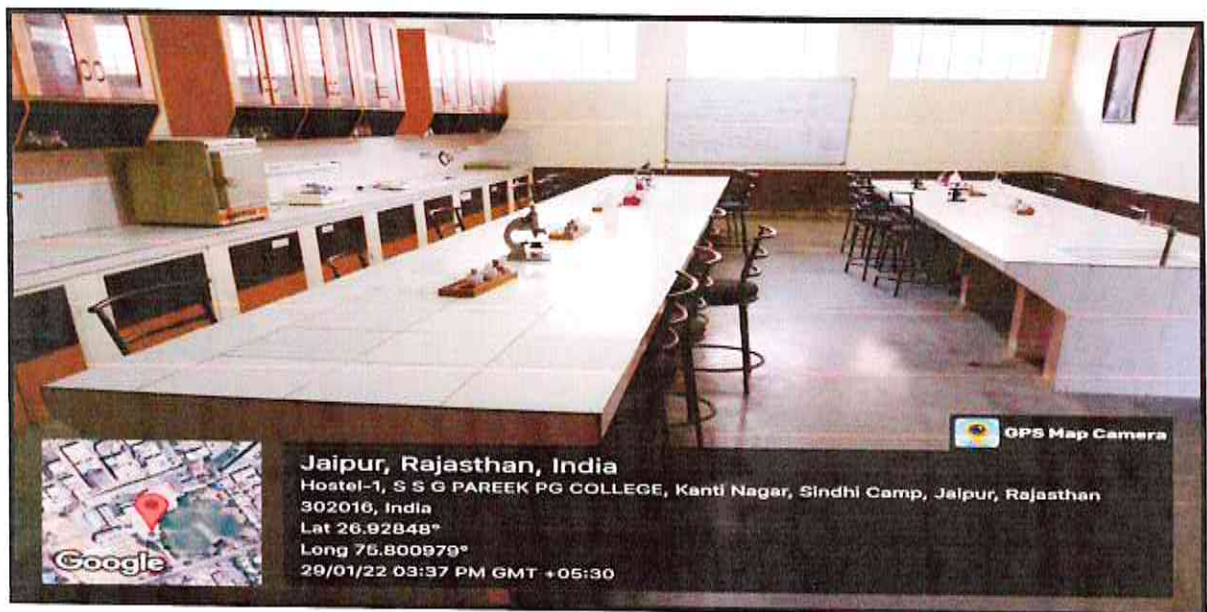 GPS Map Camera
Jaipur, Rajasthan, India
Hostel-1, S S G PAREEK PG COLLEGE, Kanti Nagar, Sindhi Camp, Jaipur, Rajasthan
302016, India
Lat 26.92848°
Long 75.800979°
29/01/22 03:37 PM GMT +05:30
Google